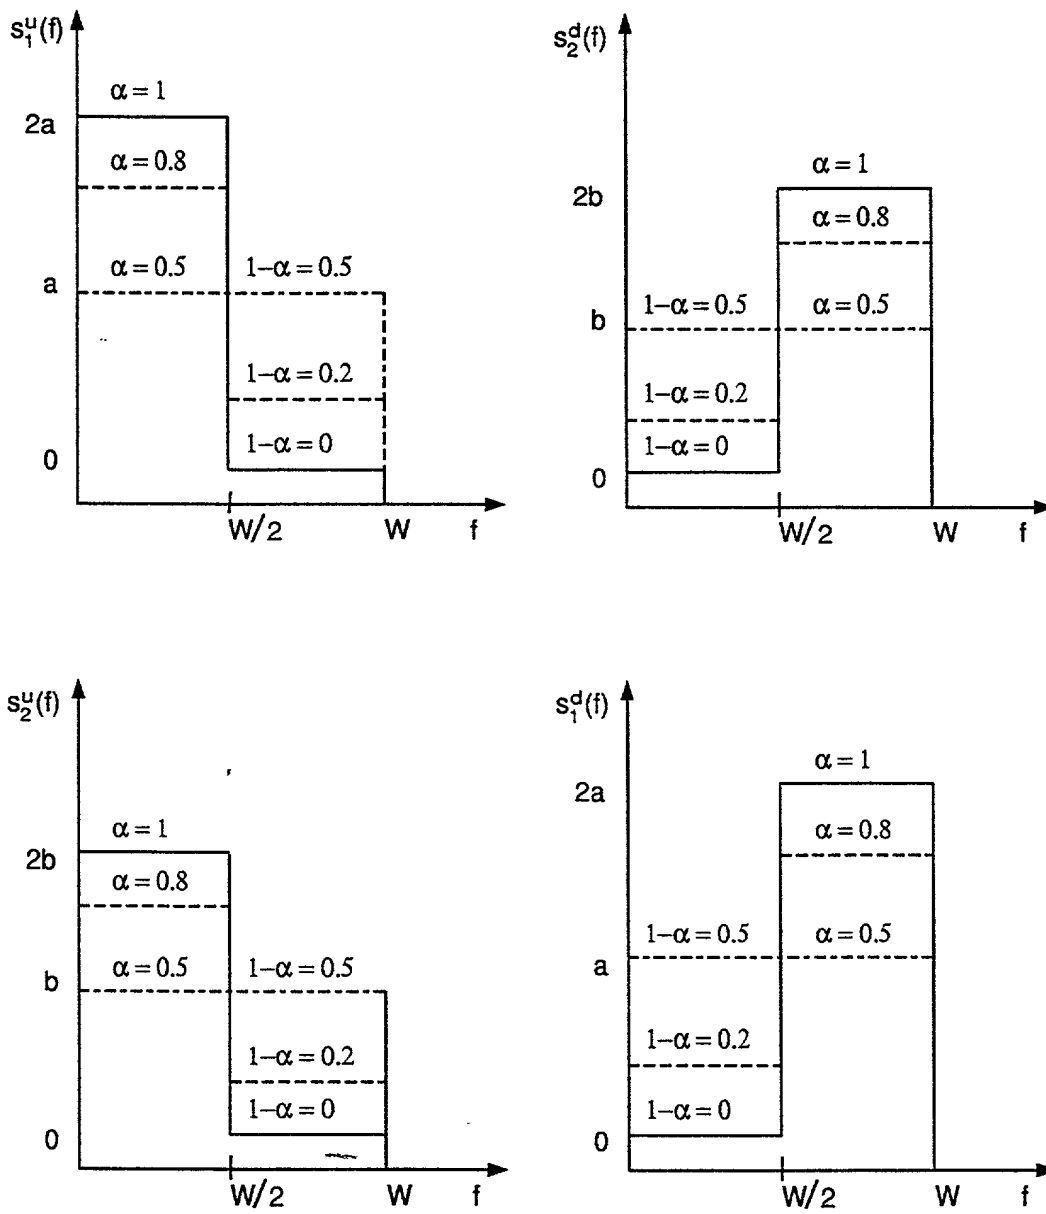 s₁ᵘ(f)
α = 1
2a
α = 0.8
α = 0.5
1−α = 0.5
a
1−α = 0.2
1−α = 0
0
W/2
W
f
s₂ᵈ(f)
α = 1
2b
α = 0.8
1−α = 0.5
α = 0.5
b
1−α = 0.2
1−α = 0
0
W/2
W
f
s₂ᵘ(f)
α = 1
2b
α = 0.8
α = 0.5
1−α = 0.5
b
1−α = 0.2
1−α = 0
0
W/2
W
f
s₁ᵈ(f)
α = 1
2a
α = 0.8
1−α = 0.5
α = 0.5
a
1−α = 0.2
1−α = 0
0
W/2
W
f